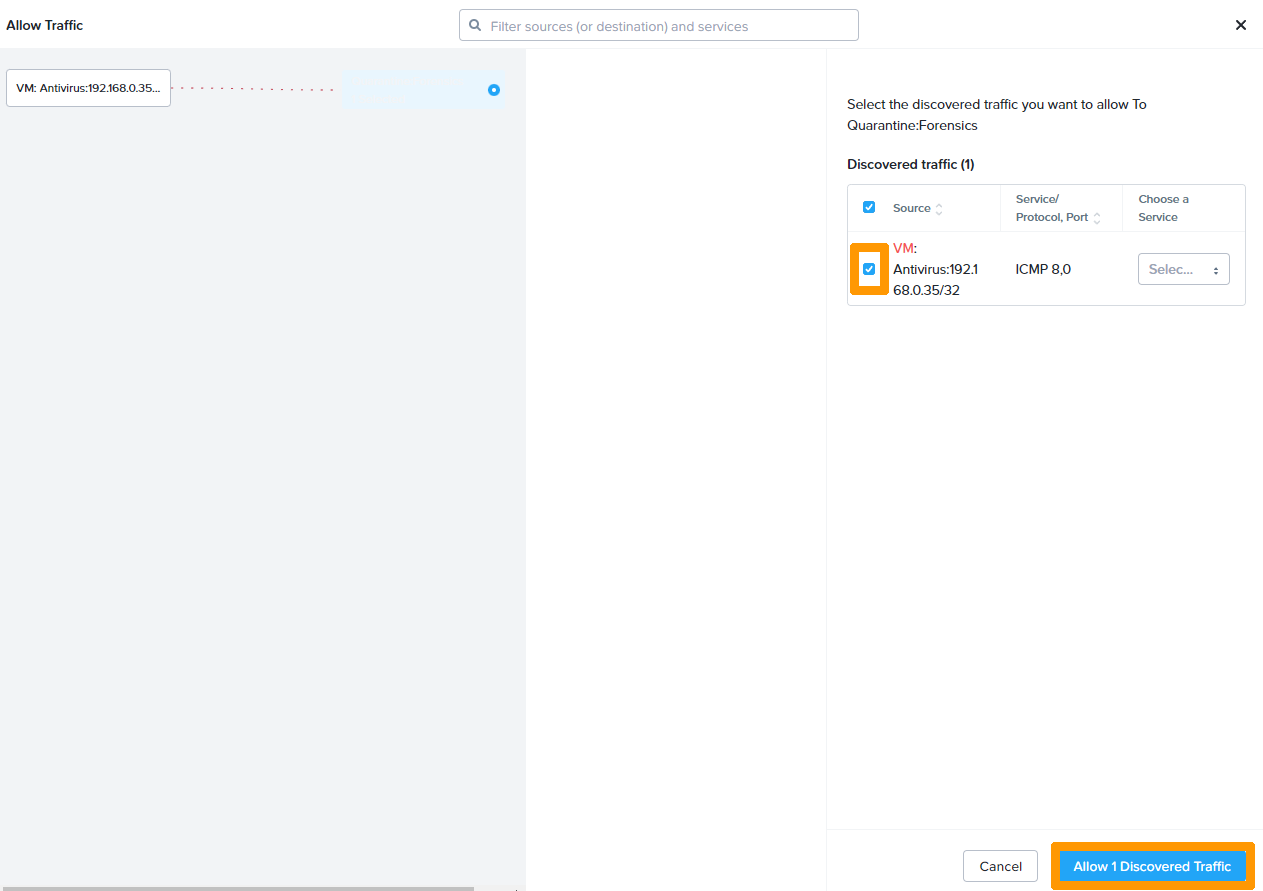 Allow Traffic
Filter sources (or destination) and services
VM: Antivirus:192.168.0.35...
Select the discovered traffic you want to allow To
Quarantine:Forensics
Discovered traffic (1)
Source
Service/
Protocol, Port
Choose a
Service
VM:
Antivirus:192.1
68.0.35/32
ICMP 8,0
Selec...
Cancel
Allow 1 Discovered Traffic